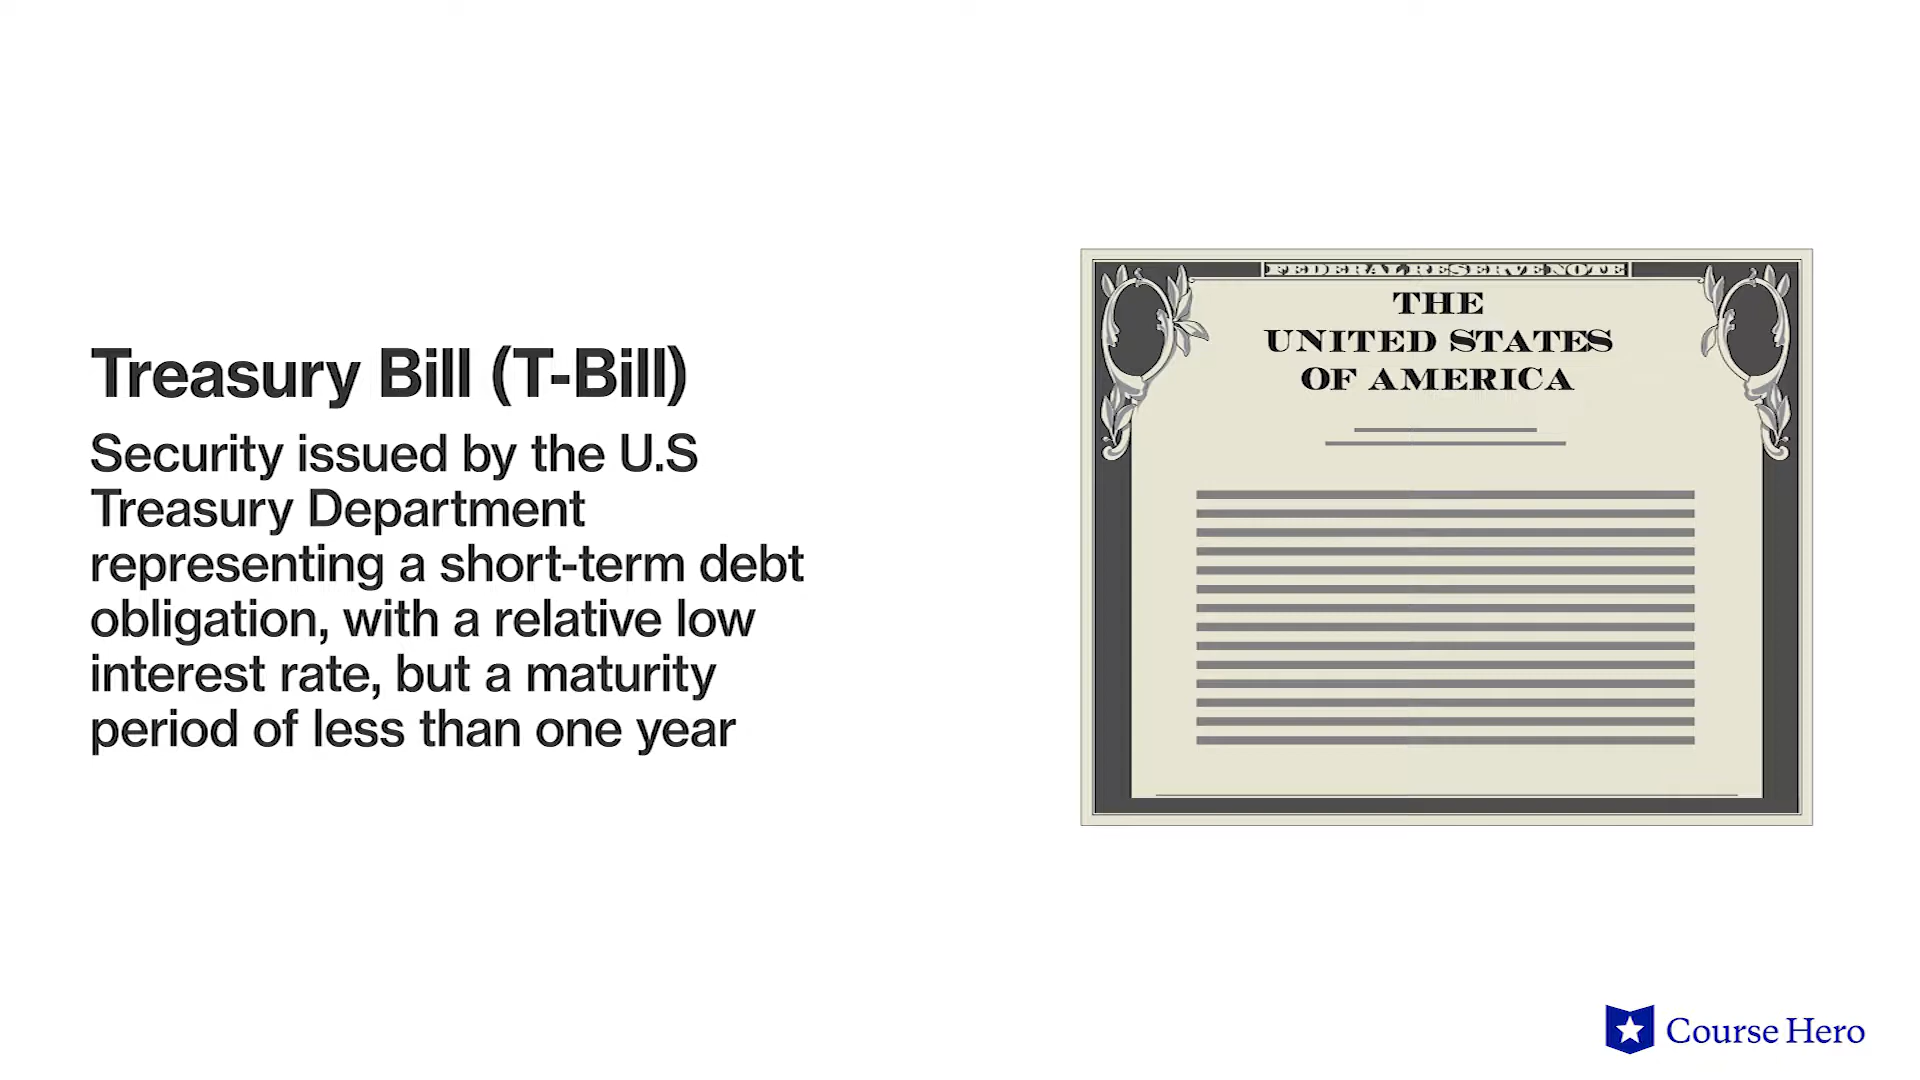 Treasury Bill (T-Bill)
Security issued by the U.S
Treasury Department
representing a short-term debt
obligation, with a relative low
interest rate, but a maturity
period of less than one year
FEDERAL RESERVE NOTE
THE
UNITED STATES
OF AMERICA
Course Hero